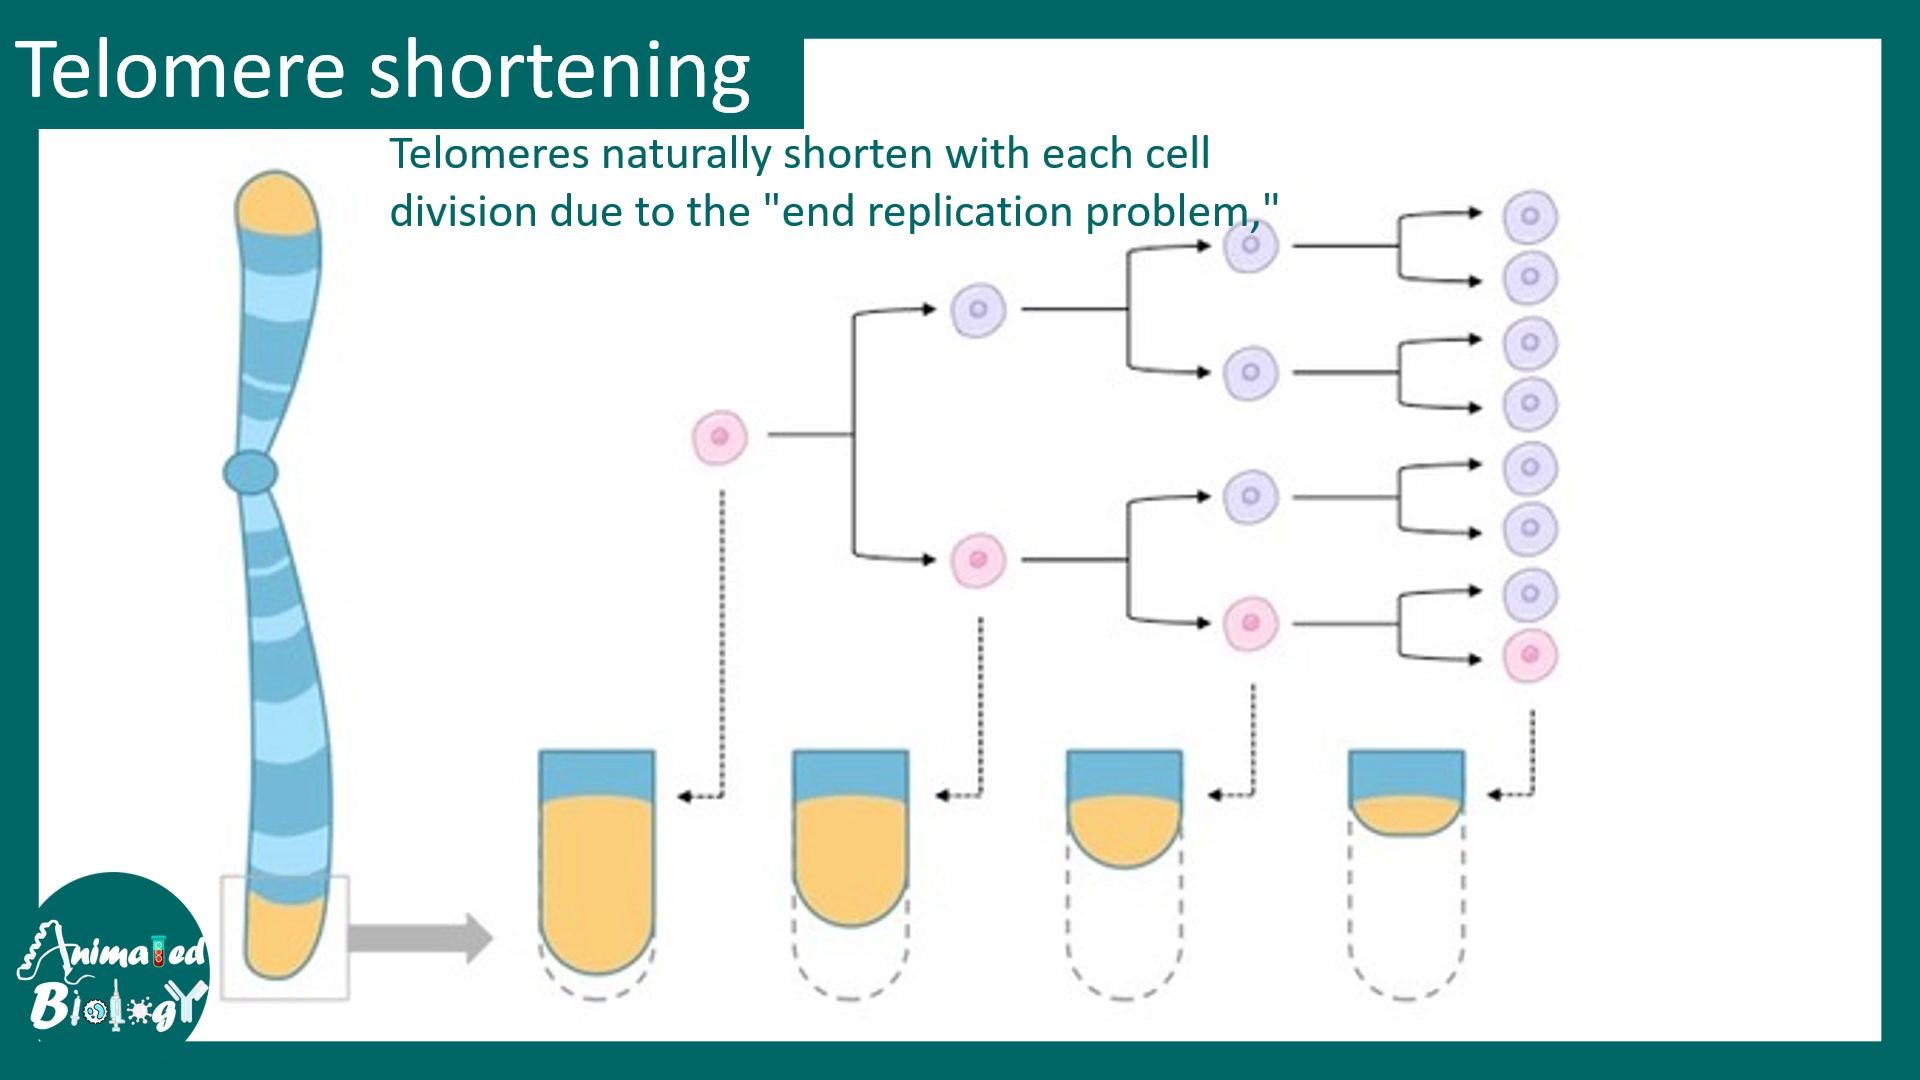 Telomere shortening
Telomeres naturally shorten with each cell
division due to the "end replication problem,"
Animated
Biology